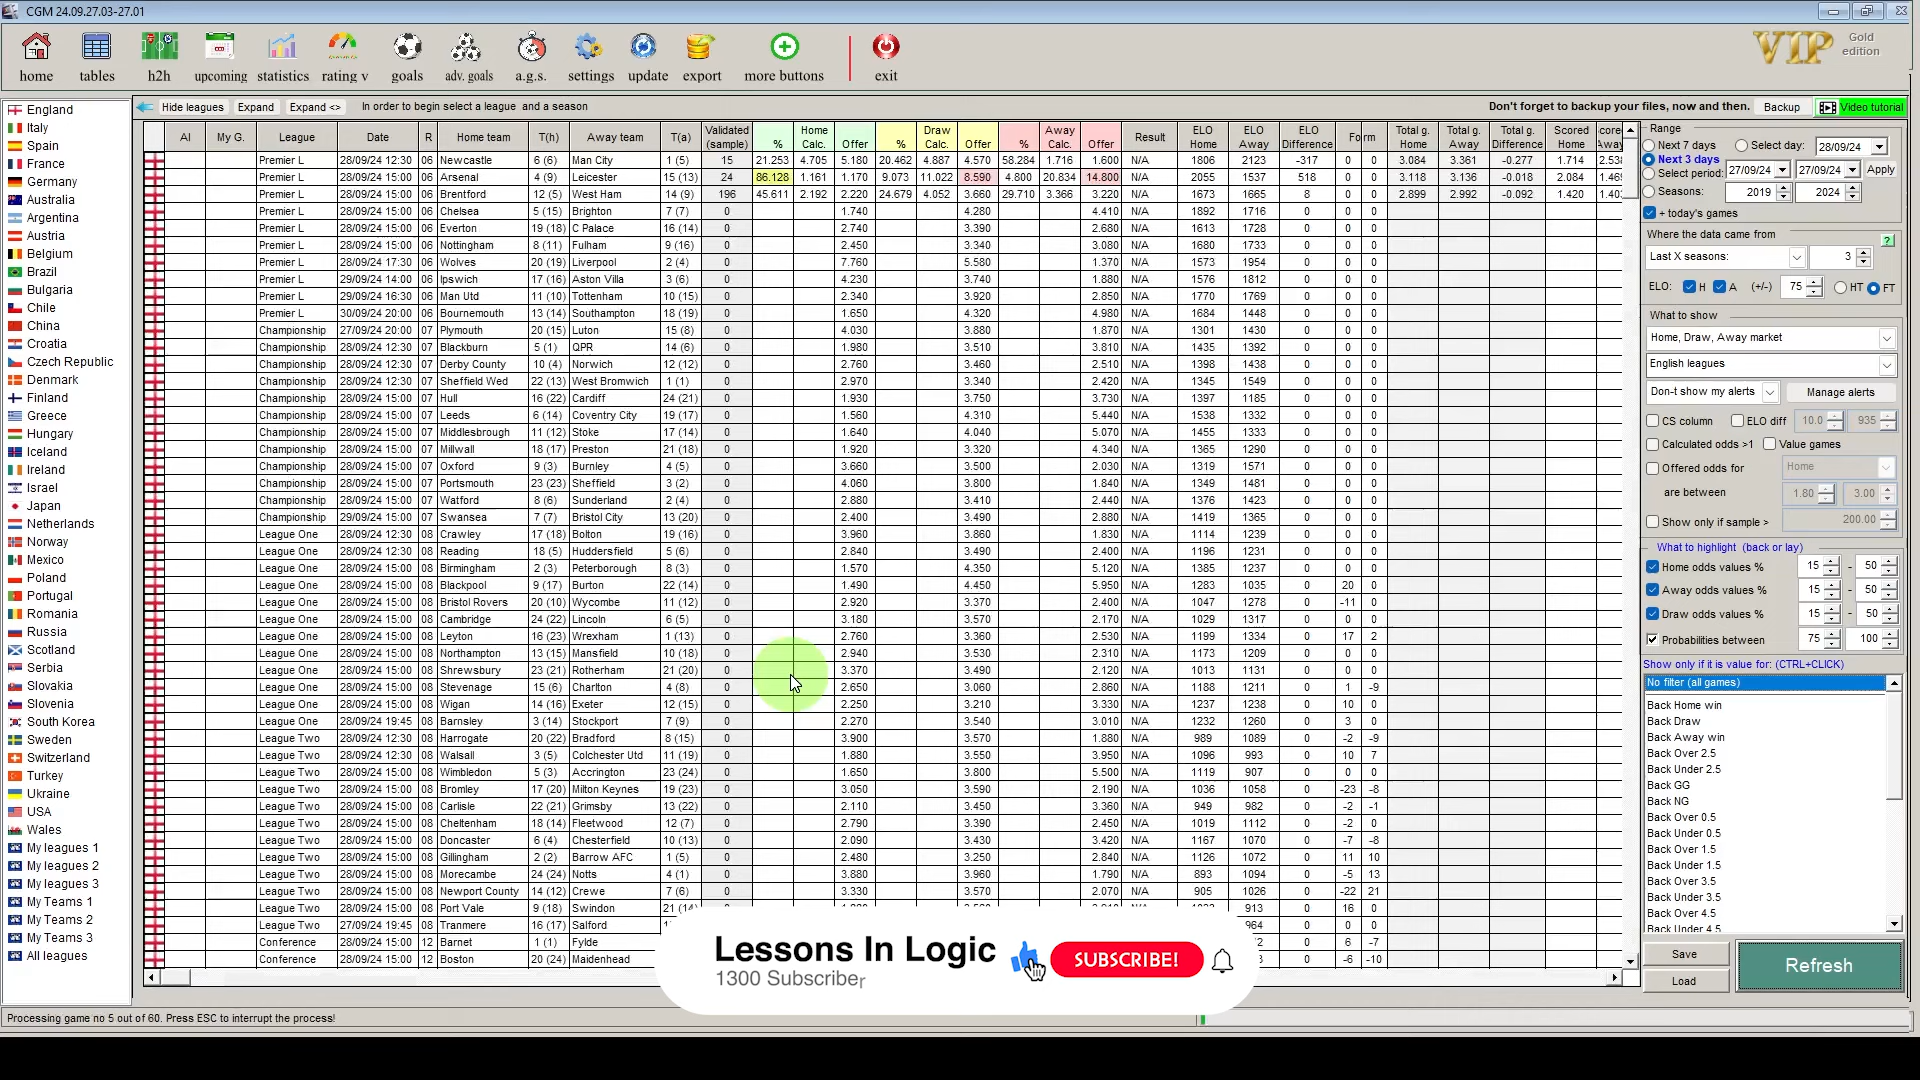 CGM 24.09.27.03-27.01
home tables h2h upcoming statistics rating v goals adv. goals a.g.s. settings update export more buttons exit
VIP Gold edition
Hide leagues Expand Expand <> In order to begin select a league and a season Don't forget to backup your files, now and then. Backup Video tutorial
England
Italy
Spain
France
Germany
Australia
Argentina
Austria
Belgium
Brazil
Bulgaria
Chile
China
Croatia
Czech Republic
Denmark
Finland
Greece
Hungary
Iceland
Ireland
Israel
Japan
Netherlands
Norway
Mexico
Poland
Portugal
Romania
Russia
Scotland
Serbia
Slovakia
Slovenia
South Korea
Sweden
Switzerland
Turkey
Ukraine
USA
Wales
My leagues 1
My leagues 2
My leagues 3
My Teams 1
My Teams 2
My Teams 3
All leagues
AI My G. League Date R Home team T(h) Away team T(a) Validated (sample) % Home Calc. Offer % Draw Calc. Offer % Away Calc. Offer Result ELO Home ELO Away ELO Difference Form Total g. Home Total g. Away Total g. Difference Scored Home
Premier L 28/09/24 12:30 06 Newcastle 6 (6) Man City 1 (5) 15 21.253 4.705 5.180 20.462 4.887 4.570 58.284 1.716 1.600 N/A 1806 2123 -317 0 0 3.084 3.361 -0.277 1.714
Premier L 28/09/24 15:00 06 Arsenal 4 (9) Leicester 15 (13) 24 86.128 1.161 1.170 9.073 11.022 8.590 4.800 20.834 14.800 N/A 2055 1537 518 0 0 3.118 3.136 -0.018 2.084
Premier L 28/09/24 15:00 06 Brentford 12 (5) West Ham 14 (9) 196 45.611 2.192 2.220 24.679 4.052 3.660 29.710 3.366 3.220 N/A 1673 1665 8 0 0 2.899 2.992 -0.092 1.420
Premier L 28/09/24 15:00 06 Chelsea 5 (15) Brighton 7 (7) 0 1.740 4.280 4.410 N/A 1892 1716 0 0 0
Premier L 28/09/24 15:00 06 Everton 19 (18) C Palace 16 (14) 0 2.740 3.390 2.680 N/A 1613 1728 0 0 0
Premier L 28/09/24 15:00 06 Nottingham 8 (11) Fulham 9 (16) 0 2.450 3.340 3.080 N/A 1680 1733 0 0 0
Premier L 28/09/24 17:30 06 Wolves 20 (19) Liverpool 2 (4) 0 7.760 5.580 1.370 N/A 1573 1954 0 0 0
Premier L 29/09/24 14:00 06 Ipswich 17 (16) Aston Villa 3 (6) 0 4.230 3.740 1.880 N/A 1576 1812 0 0 0
Premier L 29/09/24 16:30 06 Man Utd 11 (10) Tottenham 10 (15) 0 2.340 3.920 2.850 N/A 1770 1769 0 0 0
Premier L 30/09/24 20:00 06 Bournemouth 13 (14) Southampton 18 (19) 0 1.650 4.320 4.980 N/A 1684 1448 0 0 0
Championship 27/09/24 20:00 07 Plymouth 20 (15) Luton 15 (8) 0 4.030 3.880 1.870 N/A 1301 1430 0 0 0
Championship 28/09/24 12:30 07 Blackburn 5 (1) QPR 14 (6) 0 1.980 3.510 3.810 N/A 1435 1392 0 0 0
Championship 28/09/24 12:30 07 Derby County 10 (4) Norwich 12 (12) 0 2.760 3.460 2.510 N/A 1398 1438 0 0 0
Championship 28/09/24 12:30 07 Sheffield Wed 22 (13) West Bromwich 1 (1) 0 2.970 3.340 2.420 N/A 1345 1549 0 0 0
Championship 28/09/24 15:00 07 Hull 16 (22) Cardiff 24 (21) 0 1.930 3.750 3.730 N/A 1397 1185 0 0 0
Championship 28/09/24 15:00 07 Leeds 6 (14) Coventry City 19 (17) 0 1.560 4.310 5.440 N/A 1538 1332 0 0 0
Championship 28/09/24 15:00 07 Middlesbrough 11 (12) Stoke 17 (14) 0 1.640 4.040 5.070 N/A 1455 1333 0 0 0
Championship 28/09/24 15:00 07 Millwall 18 (17) Preston 21 (18) 0 1.920 3.320 4.340 N/A 1365 1290 0 0 0
Championship 28/09/24 15:00 07 Oxford 9 (3) Burnley 4 (5) 0 3.660 3.500 2.030 N/A 1319 1571 0 0 0
Championship 28/09/24 15:00 07 Portsmouth 23 (23) Sheffield 3 (2) 0 4.060 3.800 1.840 N/A 1349 1481 0 0 0
Championship 28/09/24 15:00 07 Watford 8 (6) Sunderland 2 (4) 0 2.880 3.410 2.440 N/A 1376 1423 0 0 0
Championship 29/09/24 15:00 07 Swansea 7 (7) Bristol City 13 (20) 0 2.400 3.490 2.880 N/A 1419 1365 0 0 0
League One 28/09/24 12:30 08 Crawley 17 (18) Bolton 19 (16) 0 3.960 3.860 1.830 N/A 1114 1239 0 0 0
League One 28/09/24 12:30 08 Reading 18 (5) Huddersfield 5 (6) 0 2.840 3.490 2.400 N/A 1196 1231 0 0 0
League One 28/09/24 15:00 08 Birmingham 2 (3) Peterborough 8 (3) 0 1.570 4.350 5.120 N/A 1385 1237 0 0 0
League One 28/09/24 15:00 08 Blackpool 9 (17) Burton 22 (14) 0 1.490 4.450 5.950 N/A 1283 1035 0 20 0
League One 28/09/24 15:00 08 Bristol Rovers 20 (10) Wycombe 11 (12) 0 2.920 3.370 2.400 N/A 1047 1278 0 -11 0
League One 28/09/24 15:00 08 Cambridge 24 (22) Lincoln 6 (5) 0 3.180 3.570 2.170 N/A 1029 1317 0 0 0
League One 28/09/24 15:00 08 Leyton 16 (23) Wrexham 1 (13) 0 2.760 3.360 2.530 N/A 1199 1334 0 17 2
League One 28/09/24 15:00 08 Northampton 13 (15) Mansfield 10 (18) 0 2.940 3.530 2.310 N/A 1173 1209 0 0 0
League One 28/09/24 15:00 08 Shrewsbury 23 (21) Rotherham 21 (20) 0 3.370 3.490 2.120 N/A 1013 1131 0 0 0
League One 28/09/24 15:00 08 Stevenage 15 (6) Charlton 4 (8) 0 2.650 3.060 2.860 N/A 1188 1211 0 1 -9
League One 28/09/24 15:00 08 Wigan 14 (16) Exeter 12 (15) 0 2.250 3.210 3.330 N/A 1237 1238 0 10 0
League One 28/09/24 19:45 08 Barnsley 3 (14) Stockport 7 (9) 0 2.270 3.540 3.010 N/A 1232 1260 0 3 0
League Two 28/09/24 12:30 08 Harrogate 20 (22) Bradford 8 (15) 0 3.900 3.570 1.880 N/A 989 1089 0 -2 -9
League Two 28/09/24 12:30 08 Walsall 3 (5) Colchester Utd 11 (19) 0 1.880 3.550 3.950 N/A 1096 993 0 10 7
League Two 28/09/24 15:00 08 Wimbledon 5 (3) Accrington 23 (24) 0 1.650 3.800 5.500 N/A 1119 907 0 0 0
League Two 28/09/24 15:00 08 Bromley 17 (20) Milton Keynes 19 (23) 0 3.050 3.590 2.190 N/A 1036 1058 0 -23 -8
League Two 28/09/24 15:00 08 Carlisle 22 (21) Grimsby 13 (22) 0 2.110 3.450 3.360 N/A 949 982 0 -2 -1
League Two 28/09/24 15:00 08 Cheltenham 18 (14) Fleetwood 12 (7) 0 2.790 3.390 2.450 N/A 1019 1112 0 -2 0
League Two 28/09/24 15:00 08 Doncaster 6 (4) Chesterfield 10 (13) 0 2.090 3.430 3.420 N/A 1167 1070 0 -7 -8
League Two 28/09/24 15:00 08 Gillingham 2 (2) Barrow AFC 1 (5) 0 2.480 3.250 2.840 N/A 1126 1072 0 11 10
League Two 28/09/24 15:00 08 Morecambe 24 (24) Notts 4 (1) 0 3.880 3.960 1.790 N/A 893 1094 0 -5 13
League Two 28/09/24 15:00 08 Newport County 14 (12) Crewe 7 (6) 0 3.330 3.570 2.070 N/A 905 1026 0 -22 21
League Two 28/09/24 15:00 08 Port Vale 9 (18) Swindon 913 0 16 0
League Two 27/09/24 19:45 08 Tranmere 16 (17) Salford 0 0 0
Conference 28/09/24 15:00 12 Barnet 1 (1) Fylde 0 6 -7
Conference 28/09/24 15:00 12 Boston 20 (24) Maidenhead 0 -6 -10
Range
Next 7 days Select day: 28/09/24
Next 3 days
Select period: 27/09/24 27/09/24 Apply
Seasons: 2019 2024
+ today's games
Where the data came from ?
Last X seasons: 3
ELO: H A (+/-) 75 HT FT
What to show
Home, Draw, Away market
English leagues
Don-t show my alerts Manage alerts
CS column ELO diff 10.0 935
Calculated odds >1 Value games
Offered odds for Home
are between 1.80 3.00
Show only if sample > 200.00
What to highlight (back or lay)
Home odds values % 15 - 50
Away odds values % 15 - 50
Draw odds values % 15 - 50
Probabilities between 75 100
Show only if it is value for: (CTRL+CLICK)
No filter (all games)
Back Home win
Back Draw
Back Away win
Back Over 2.5
Back Under 2.5
Back GG
Back NG
Back Over 0.5
Back Under 0.5
Back Over 1.5
Back Under 1.5
Back Over 3.5
Back Under 3.5
Back Over 4.5
Back Under 4.5
Save
Load
Refresh
Lessons In Logic
1300 Subscriber
SUBSCRIBE!
Processing game no 5 out of 60. Press ESC to interrupt the process!